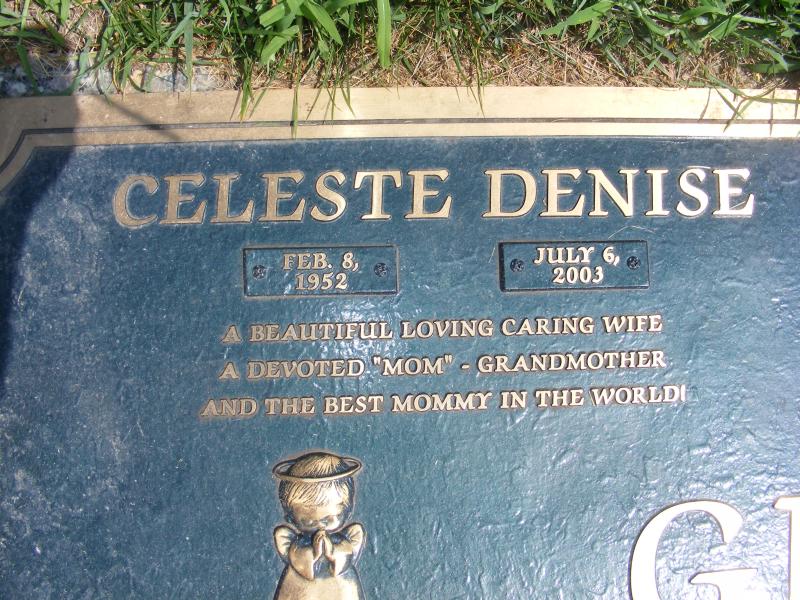 CELESTE DENISE
FEB. 8,
1952
JULY 6,
2003
A BEAUTIFUL LOVING CARING WIFE
A DEVOTED "MOM" - GRANDMOTHER
AND THE BEST MOMMY IN THE WORLD!
G